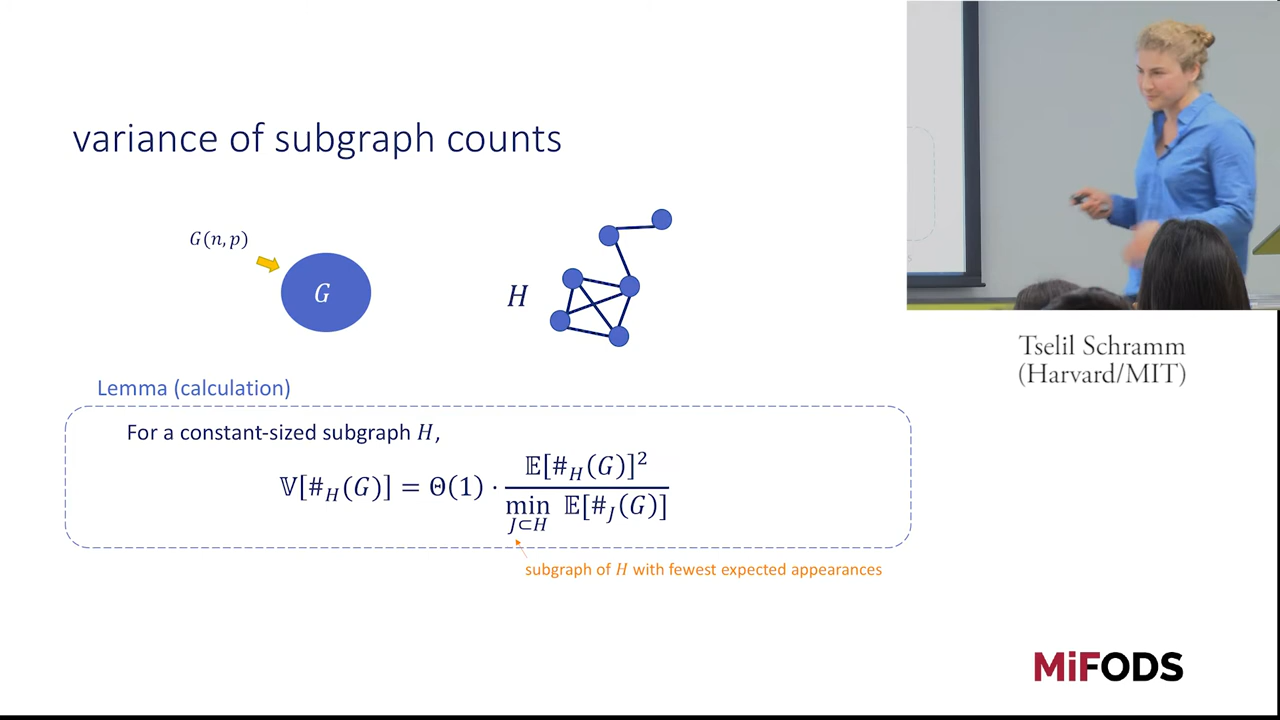 variance of subgraph counts
G(n, p)
G
H
Lemma (calculation)
For a constant-sized subgraph H,
𝕍[#_H(G)] = Θ(1) · 𝔼[#_H(G)]² / min_{J⊂H} 𝔼[#_J(G)]
subgraph of H with fewest expected appearances
Tselil Schramm
(Harvard/MIT)
MiFODS